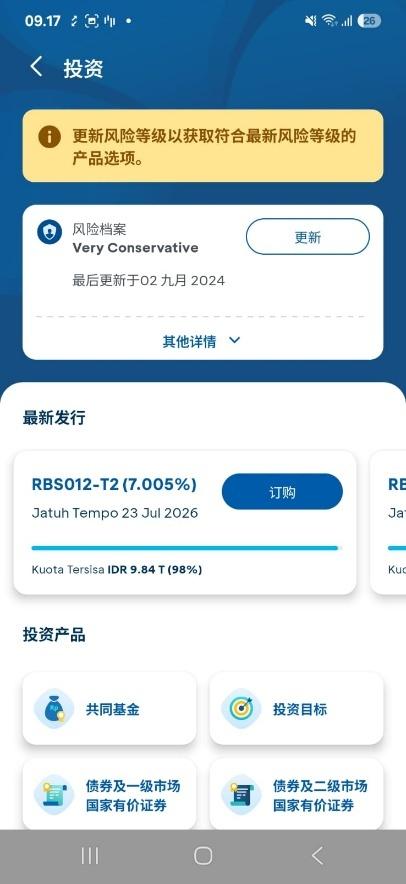 09.17
26
投资
更新风险等级以获取符合最新风险等级的
产品选项。
风险档案
Very Conservative
更新
最后更新于02 九月 2024
其他详情
最新发行
RBS012-T2 (7.005%)
订购
Jatuh Tempo 23 Jul 2026
Kuota Tersisa IDR 9.84 T (98%)
投资产品
Rp
共同基金
投资目标
债券及一级市场
国家有价证券
债券及二级市场
国家有价证券